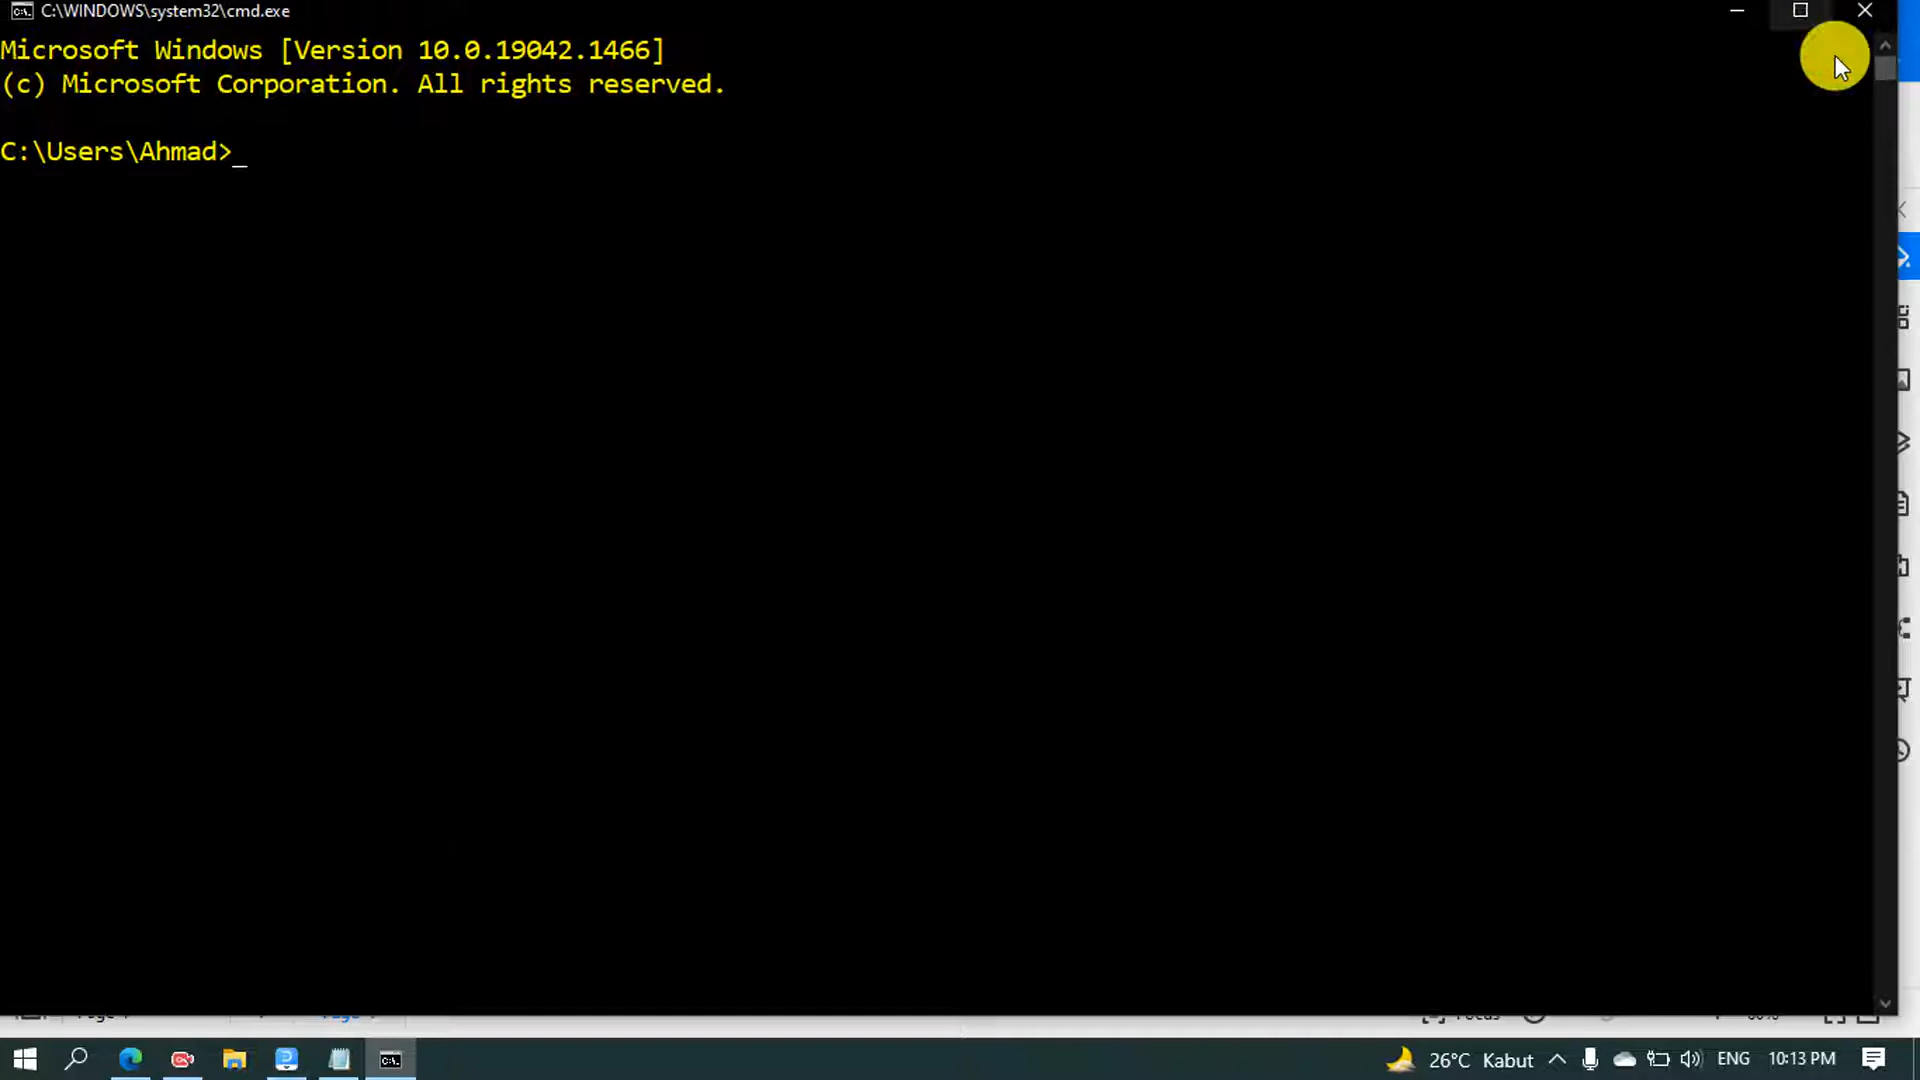 C:\WINDOWS\system32\cmd.exe
Microsoft Windows [Version 10.0.19042.1466]
(c) Microsoft Corporation. All rights reserved.
C:\Users\Ahmad>_
Focus
26°C Kabut
ENG
10:13 PM